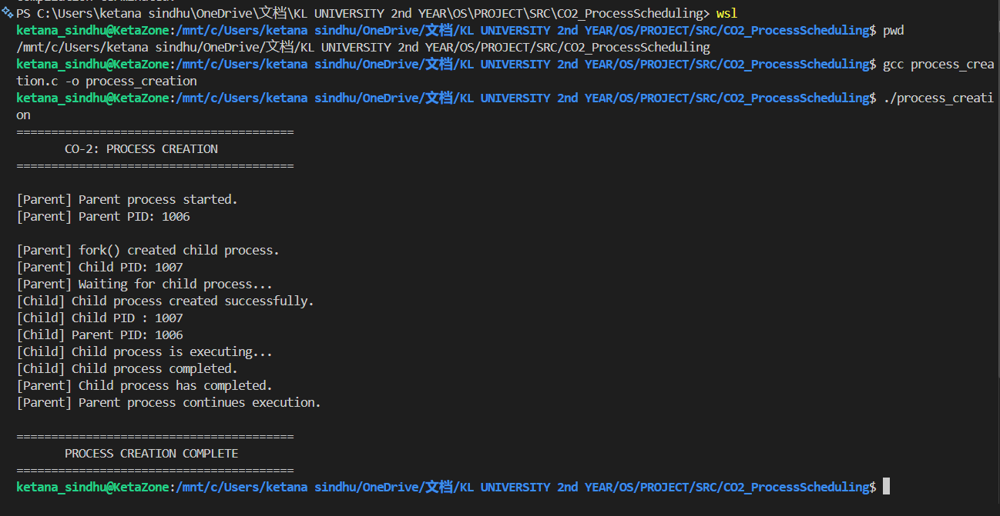 PS C:\Users\ketana sindhu\OneDrive\文档\KL UNIVERSITY 2nd YEAR\OS\PROJECT\SRC\CO2_ProcessScheduling> wsl
ketana_sindhu@KetaZone:/mnt/c/Users/ketana sindhu/OneDrive/文档/KL UNIVERSITY 2nd YEAR/OS/PROJECT/SRC/CO2_ProcessScheduling$ pwd
/mnt/c/Users/ketana sindhu/OneDrive/文档/KL UNIVERSITY 2nd YEAR/OS/PROJECT/SRC/CO2_ProcessScheduling
ketana_sindhu@KetaZone:/mnt/c/Users/ketana sindhu/OneDrive/文档/KL UNIVERSITY 2nd YEAR/OS/PROJECT/SRC/CO2_ProcessScheduling$ gcc process_crea
tion.c -o process_creation
ketana_sindhu@KetaZone:/mnt/c/Users/ketana sindhu/OneDrive/文档/KL UNIVERSITY 2nd YEAR/OS/PROJECT/SRC/CO2_ProcessScheduling$ ./process_creati
on
========================================
CO-2: PROCESS CREATION
========================================
[Parent] Parent process started.
[Parent] Parent PID: 1006
[Parent] fork() created child process.
[Parent] Child PID: 1007
[Parent] Waiting for child process...
[Child] Child process created successfully.
[Child] Child PID : 1007
[Child] Parent PID: 1006
[Child] Child process is executing...
[Child] Child process completed.
[Parent] Child process has completed.
[Parent] Parent process continues execution.
========================================
PROCESS CREATION COMPLETE
========================================
ketana_sindhu@KetaZone:/mnt/c/Users/ketana sindhu/OneDrive/文档/KL UNIVERSITY 2nd YEAR/OS/PROJECT/SRC/CO2_ProcessScheduling$